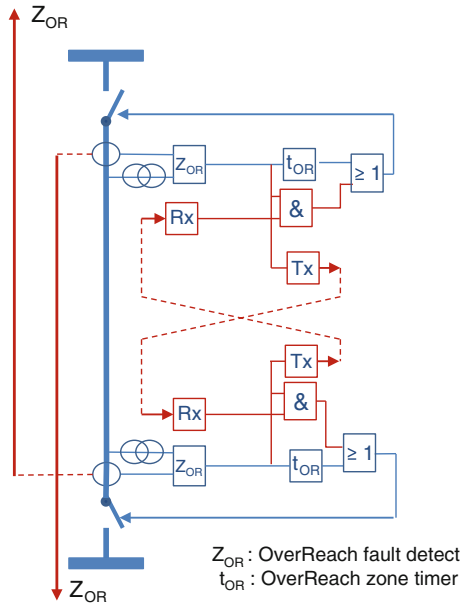 Z_OR
Z_OR
t_OR
≥ 1
&
Rx
Tx
Tx
&
Rx
Z_OR
t_OR
≥ 1
Z_OR : OverReach fault detect
t_OR : OverReach zone timer
Z_OR